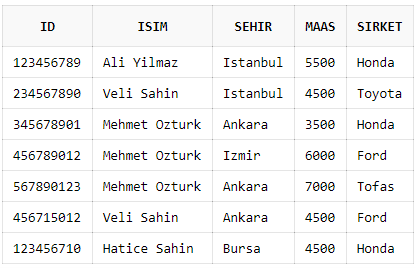 ID ISIM SEHIR MAAS SIRKET
123456789 Ali Yilmaz Istanbul 5500 Honda
234567890 Veli Sahin Istanbul 4500 Toyota
345678901 Mehmet Ozturk Ankara 3500 Honda
456789012 Mehmet Ozturk Izmir 6000 Ford
567890123 Mehmet Ozturk Ankara 7000 Tofas
456715012 Veli Sahin Ankara 4500 Ford
123456710 Hatice Sahin Bursa 4500 Honda